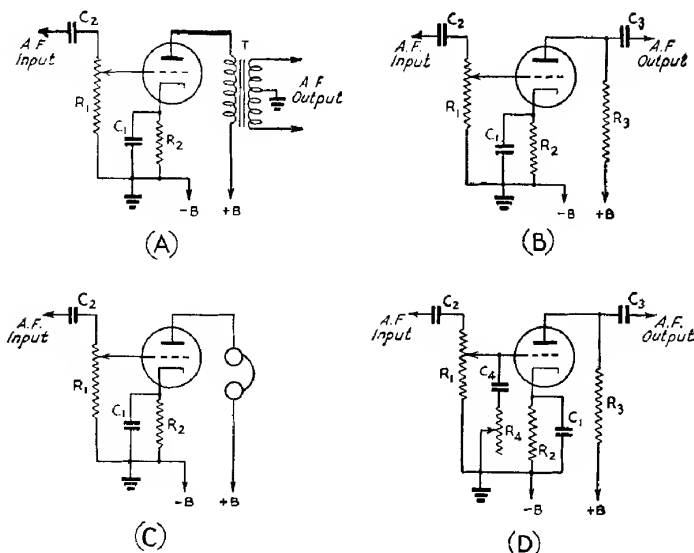 C2
A.F.
Input
R1
C1
R2
T
A.F.
Output
-B
+B
(A)
C2
A.F.
Input
R1
C1
R2
C3
A.F.
Output
R3
-B
+B
(B)
C2
A.F.
Input
R1
C1
R2
-B
+B
(C)
C2
A.F.
Input
R1
C4
R4
R2
C1
C3
A.F.
Output
R3
-B
+B
(D)